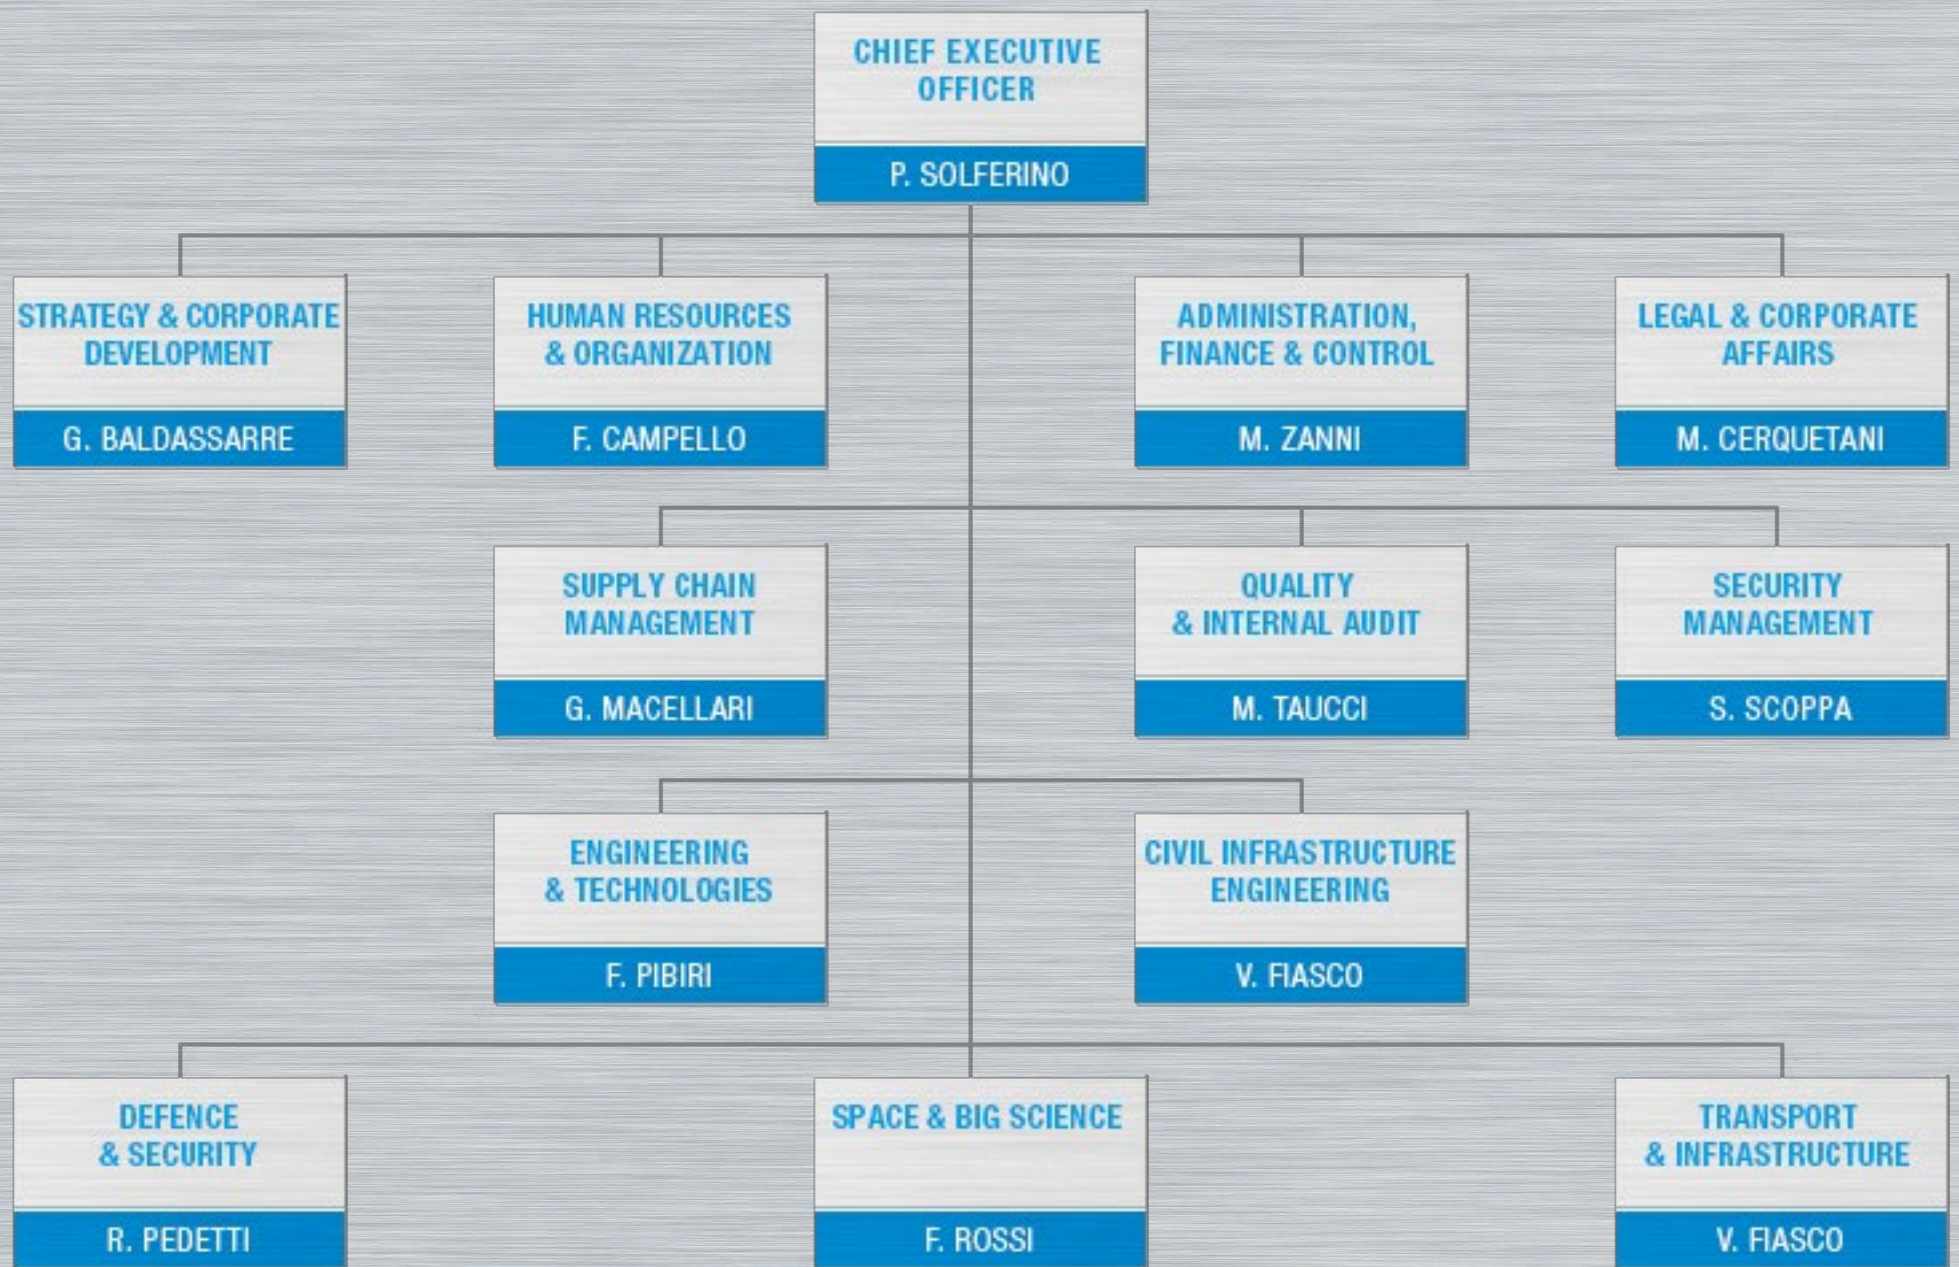 CHIEF EXECUTIVE
OFFICER
P. SOLFERINO
STRATEGY & CORPORATE
DEVELOPMENT
G. BALDASSARRE
HUMAN RESOURCES
& ORGANIZATION
F. CAMPELLO
ADMINISTRATION,
FINANCE & CONTROL
M. ZANNI
LEGAL & CORPORATE
AFFAIRS
M. CERQUETANI
SUPPLY CHAIN
MANAGEMENT
G. MACELLARI
QUALITY
& INTERNAL AUDIT
M. TAUCCI
SECURITY
MANAGEMENT
S. SCOPPA
ENGINEERING
& TECHNOLOGIES
F. PIBIRI
CIVIL INFRASTRUCTURE
ENGINEERING
V. FIASCO
DEFENCE
& SECURITY
R. PEDETTI
SPACE & BIG SCIENCE
F. ROSSI
TRANSPORT
& INFRASTRUCTURE
V. FIASCO